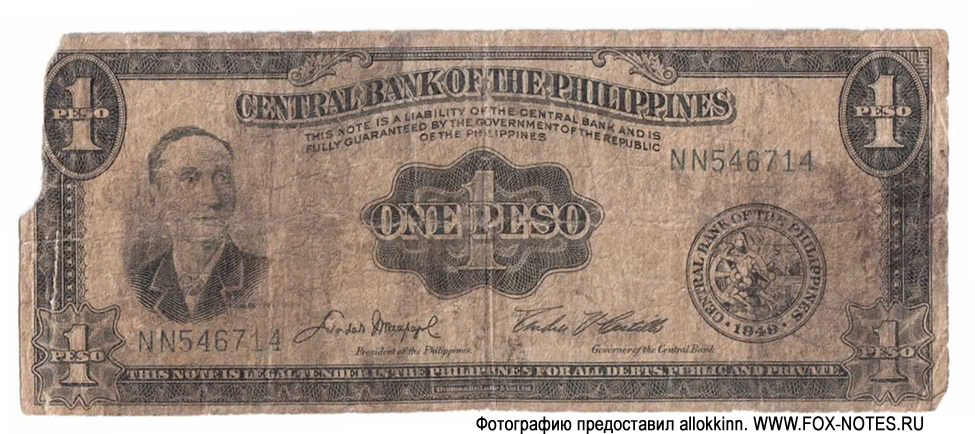 1 PESO
CENTRAL BANK OF THE PHILIPPINES
1 PESO
THIS NOTE IS A LIABILITY OF THE CENTRAL BANK AND IS
FULLY GUARANTEED BY THE GOVERNMENT OF THE REPUBLIC
OF THE PHILIPPINES
NN546714
1
ONE PESO
CENTRAL BANK OF THE PHILIPPINES
· 1949 ·
NN546714
President of the Philippines.
Governor of the Central Bank.
1 PESO
THIS NOTE IS LEGAL TENDER IN THE PHILIPPINES FOR ALL DEBTS, PUBLIC AND PRIVATE
1 PESO
Фотографию предоставил allokkinn. WWW.FOX-NOTES.RU